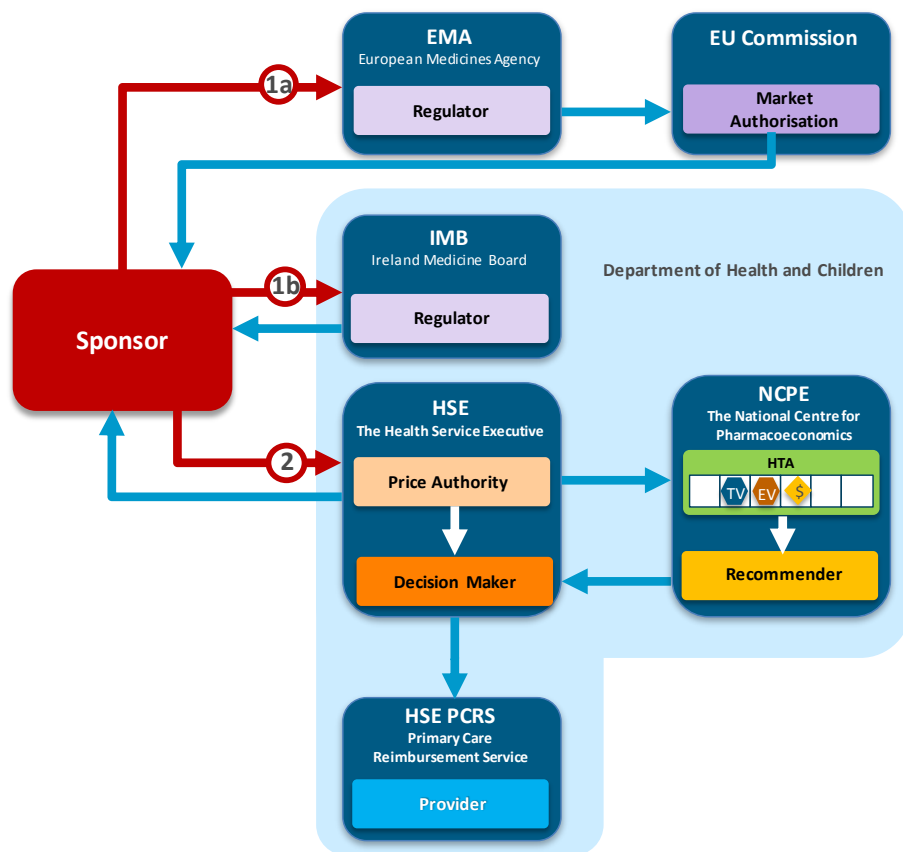 EMA
European Medicines Agency
Regulator
EU Commission
Market
Authorisation
1a
IMB
Ireland Medicine Board
Regulator
Department of Health and Children
1b
Sponsor
HSE
The Health Service Executive
Price Authority
Decision Maker
2
NCPE
The National Centre for
Pharmacoeconomics
HTA
TV
EV
$
Recommender
HSE PCRS
Primary Care
Reimbursement Service
Provider